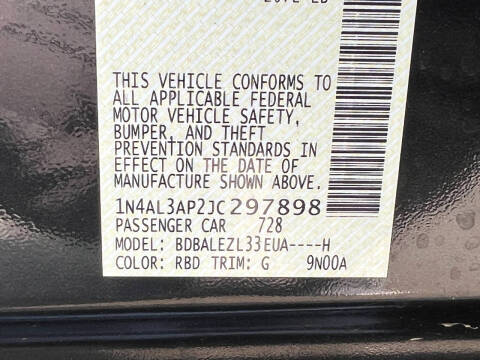 THIS VEHICLE CONFORMS TO
ALL APPLICABLE FEDERAL
MOTOR VEHICLE SAFETY,
BUMPER, AND THEFT
PREVENTION STANDARDS IN
EFFECT ON THE DATE OF
MANUFACTURE SHOWN ABOVE.
1N4AL3AP2JC297898
PASSENGER CAR 728
MODEL: BDBALEZL33EUA----H
COLOR: RBD TRIM: G 9N00A